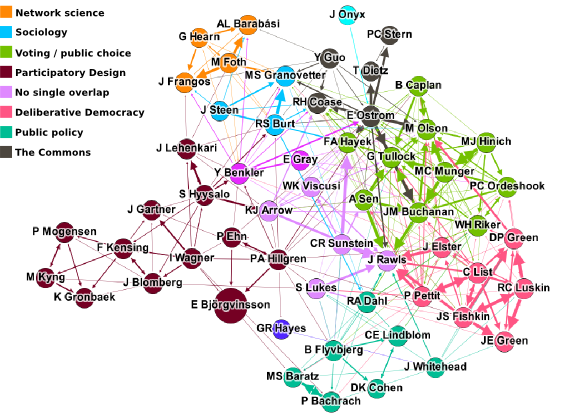 Network science
Sociology
Voting / public choice
Participatory Design
No single overlap
Deliberative Democracy
Public policy
The Commons
J Onyx
AL Barabási
G Hearn
PC Stern
Y Guo
M Foth
T Dietz
MS Granovetter
J Frangos
B Caplan
RH Coase
J Steen
E Ostrom
RS Burt
M Olson
FA Hayek
MJ Hinich
J Lehenkari
G Tullock
E Gray
Y Benkler
MC Munger
WK Viscusi
PC Ordeshook
S Hyysalo
A Sen
J Gartner
KJ Arrow
JM Buchanan
WH Riker
P Mogensen
P Ehn
DP Green
F Kensing
CR Sunstein
J Elster
I Wagner
PA Hillgren
J Rawls
C List
M Kyng
J Blomberg
S Lukes
RC Luskin
K Gronbaek
P Pettit
E Björgvinsson
RA Dahl
JS Fishkin
GR Hayes
CE Lindblom
JE Green
B Flyvbjerg
J Whitehead
MS Baratz
DK Cohen
P Bachrach